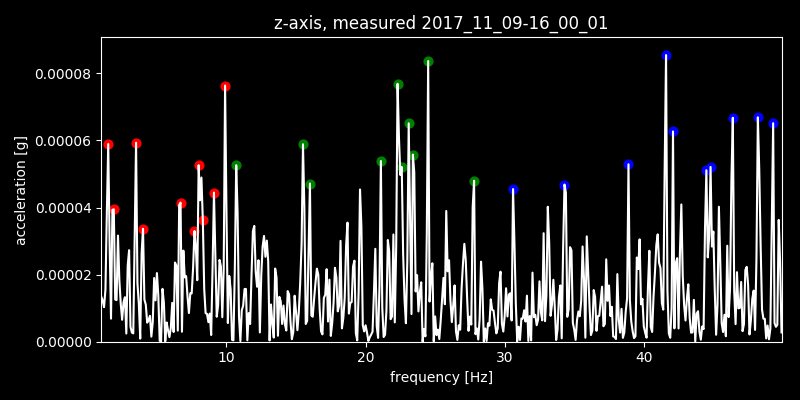 z-axis, measured 2017_11_09-16_00_01
0.00008
0.00006
0.00004
0.00002
0.00000
acceleration [g]
10 20 30 40
frequency [Hz]